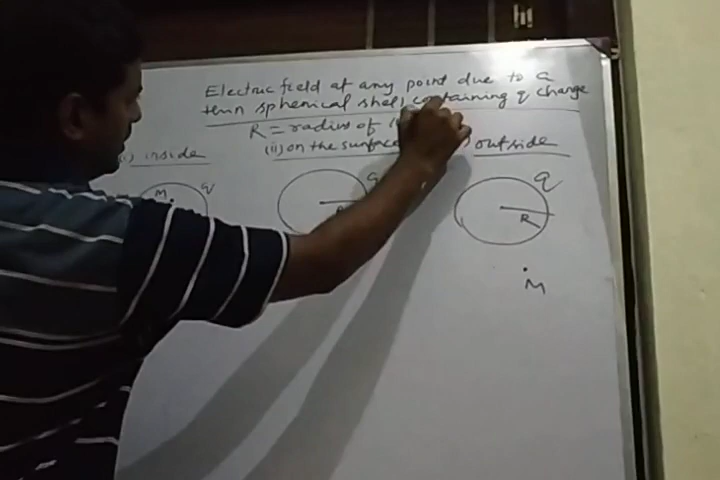 Electric field at any point due to a
thin spherical shell containing q charge
R = radius of
(i) inside
(ii) on the surface
outside
M
q
q
R
q
R
M